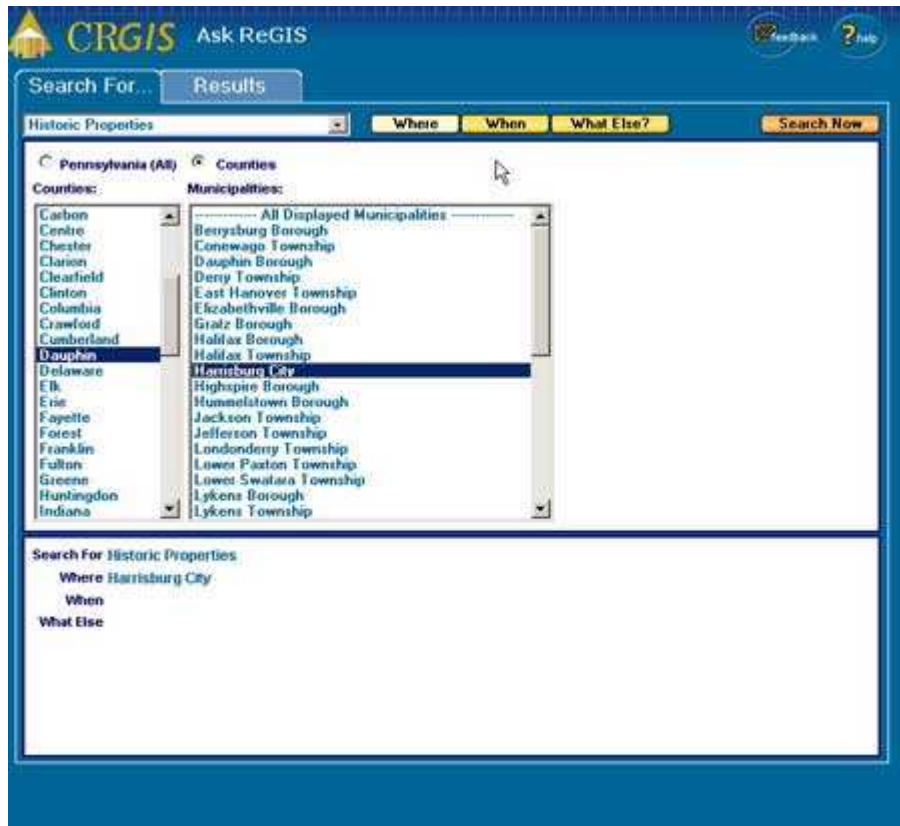 CRGIS Ask ReGIS
feedback
help
Search For...
Results
Historic Properties
Where
When
What Else?
Search Now
Pennsylvania (All)
Counties
Counties:
Carbon
Centre
Chester
Clarion
Clearfield
Clinton
Columbia
Crawford
Cumberland
Dauphin
Delaware
Elk
Erie
Fayette
Forest
Franklin
Fulton
Greene
Huntingdon
Indiana
Municipalities:
------------ All Displayed Municipalities ------------
Berrysburg Borough
Conewago Township
Dauphin Borough
Derry Township
East Hanover Township
Elizabethville Borough
Gratz Borough
Halifax Borough
Halifax Township
Harrisburg City
Highspire Borough
Hummelstown Borough
Jackson Township
Jefferson Township
Londonderry Township
Lower Paxton Township
Lower Swatara Township
Lykens Borough
Lykens Township
Search For Historic Properties
Where Harrisburg City
When
What Else